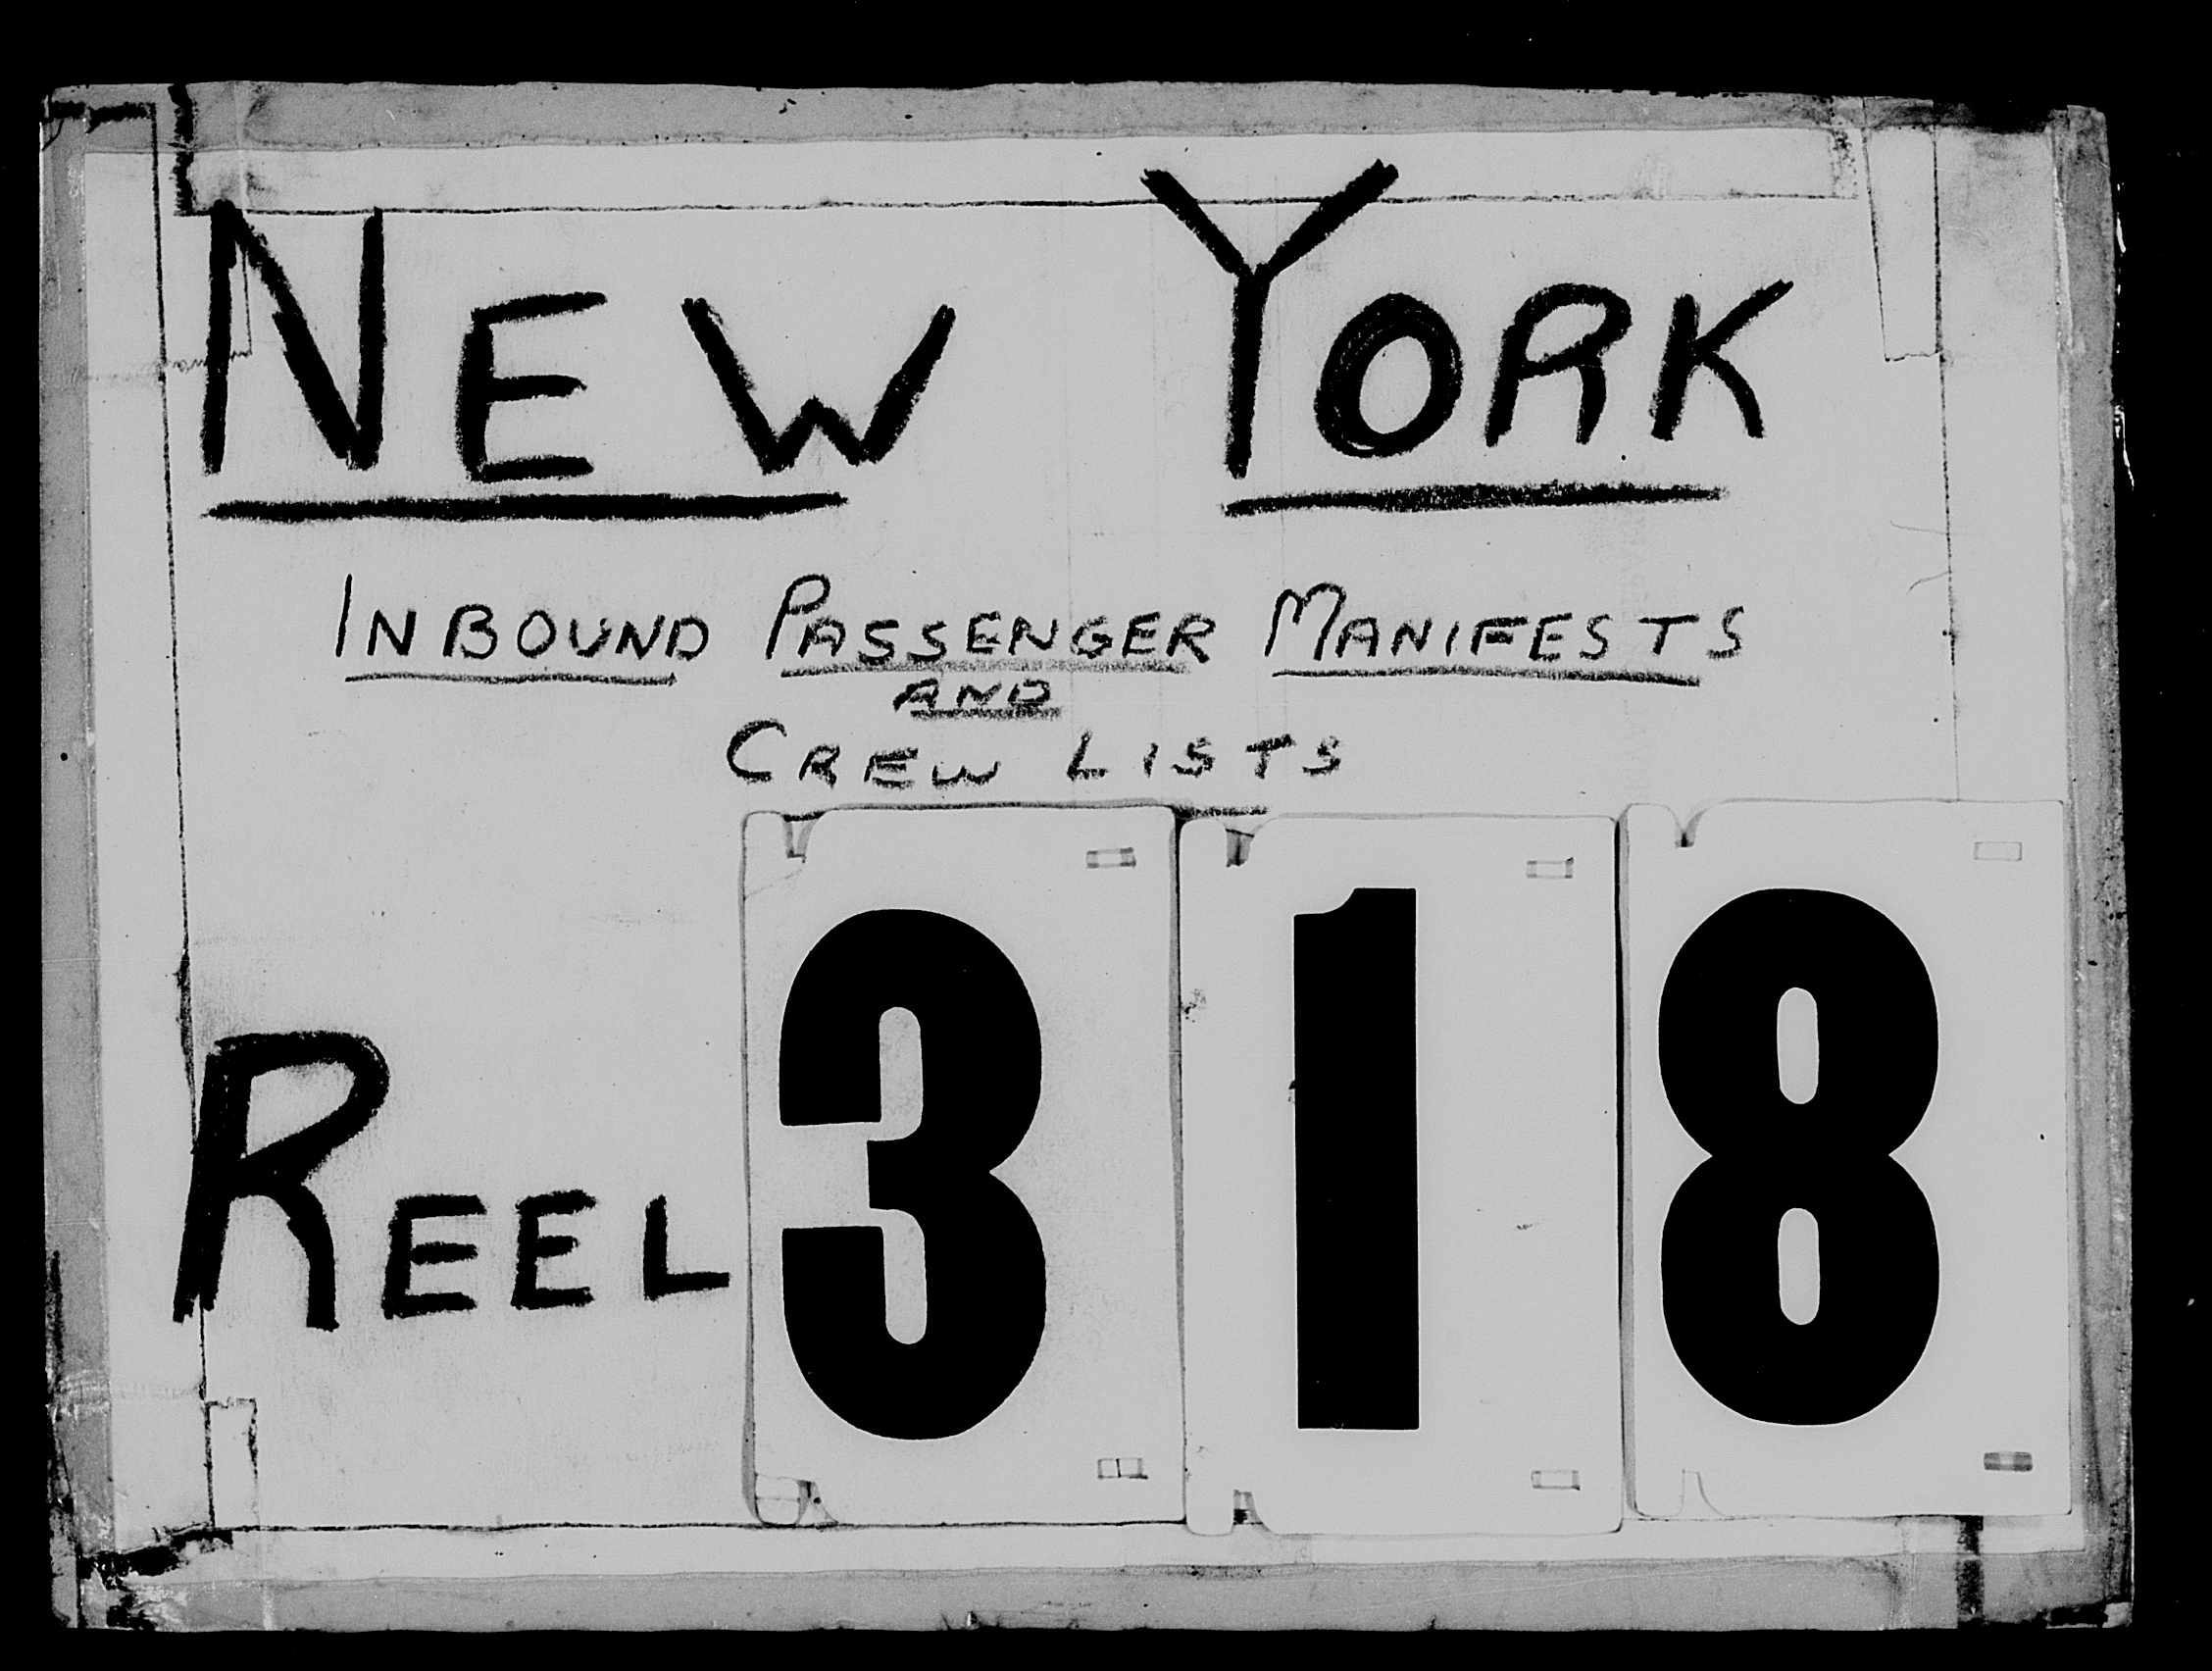 NEW YORK
INBOUND PASSENGER MANIFESTS
AND
CREW LISTS
REEL 318